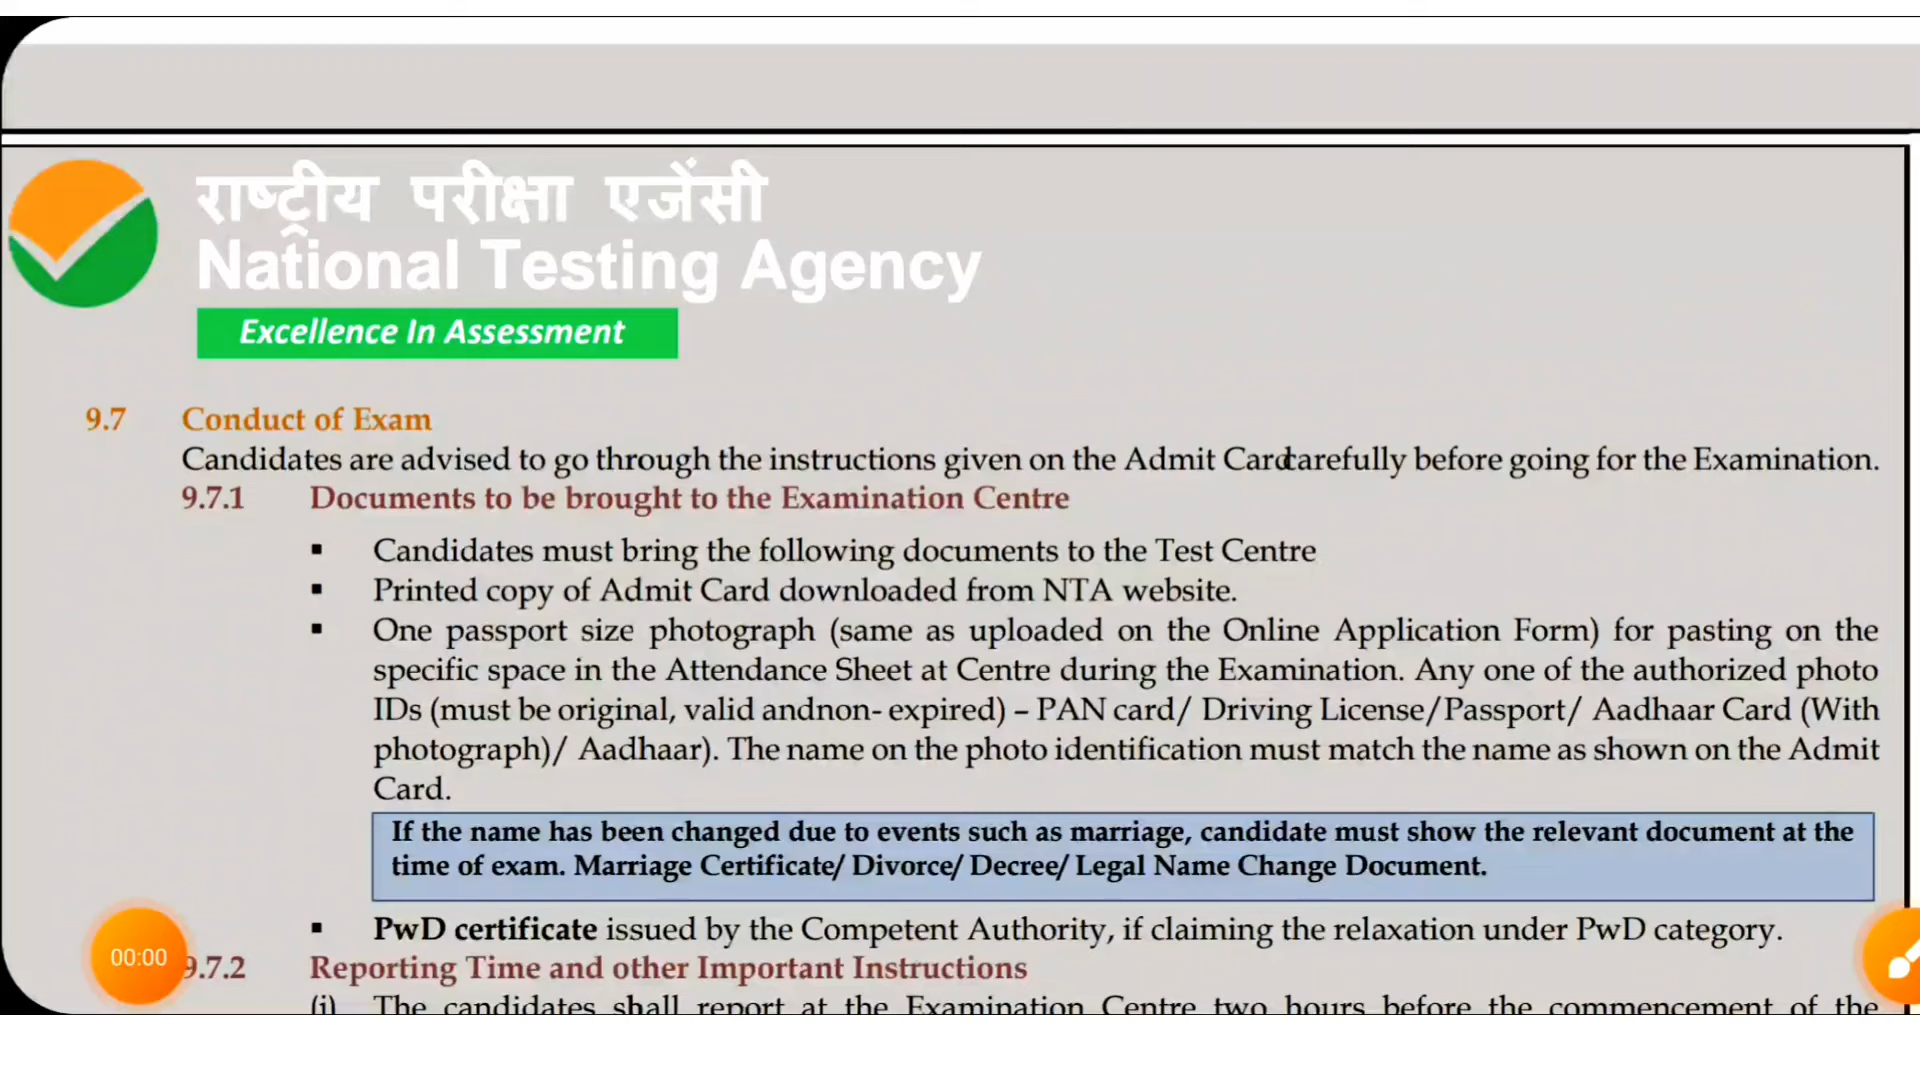 राष्ट्रीय परीक्षा एजेंसी
National Testing Agency
Excellence In Assessment
9.7 Conduct of Exam
Candidates are advised to go through the instructions given on the Admit Cardcarefully before going for the Examination.
9.7.1 Documents to be brought to the Examination Centre
▪ Candidates must bring the following documents to the Test Centre
▪ Printed copy of Admit Card downloaded from NTA website.
▪ One passport size photograph (same as uploaded on the Online Application Form) for pasting on the
specific space in the Attendance Sheet at Centre during the Examination. Any one of the authorized photo
IDs (must be original, valid andnon- expired) – PAN card/ Driving License/Passport/ Aadhaar Card (With
photograph)/ Aadhaar). The name on the photo identification must match the name as shown on the Admit
Card.
If the name has been changed due to events such as marriage, candidate must show the relevant document at the
time of exam. Marriage Certificate/ Divorce/ Decree/ Legal Name Change Document.
▪ PwD certificate issued by the Competent Authority, if claiming the relaxation under PwD category.
00:00
9.7.2 Reporting Time and other Important Instructions
(i) The candidates shall report at the Examination Centre two hours before the commencement of the